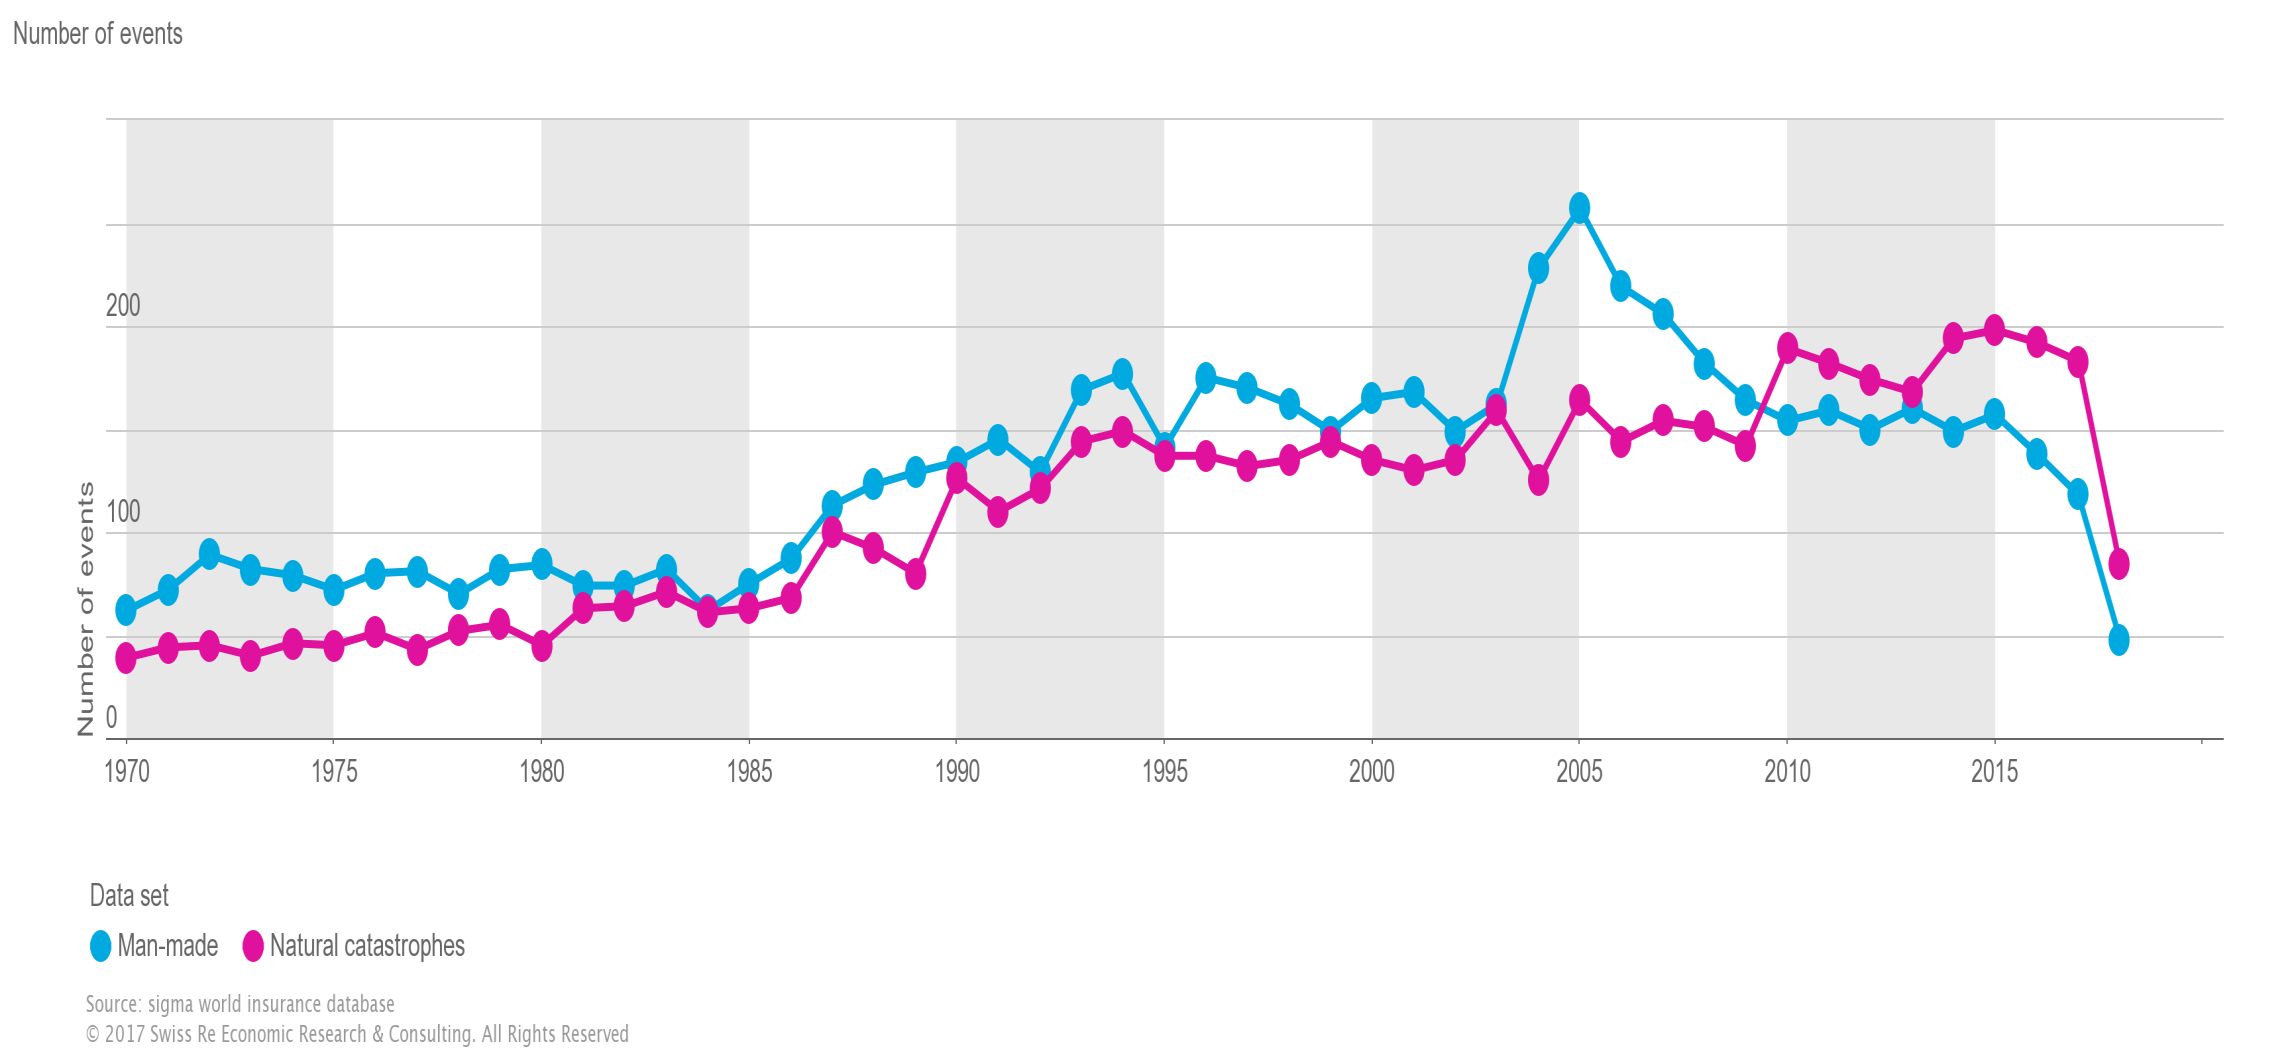 Number of events
200
100
0
Number of events
1970 1975 1980 1985 1990 1995 2000 2005 2010 2015
Data set
Man-made Natural catastrophes
Source: sigma world insurance database
© 2017 Swiss Re Economic Research & Consulting. All Rights Reserved